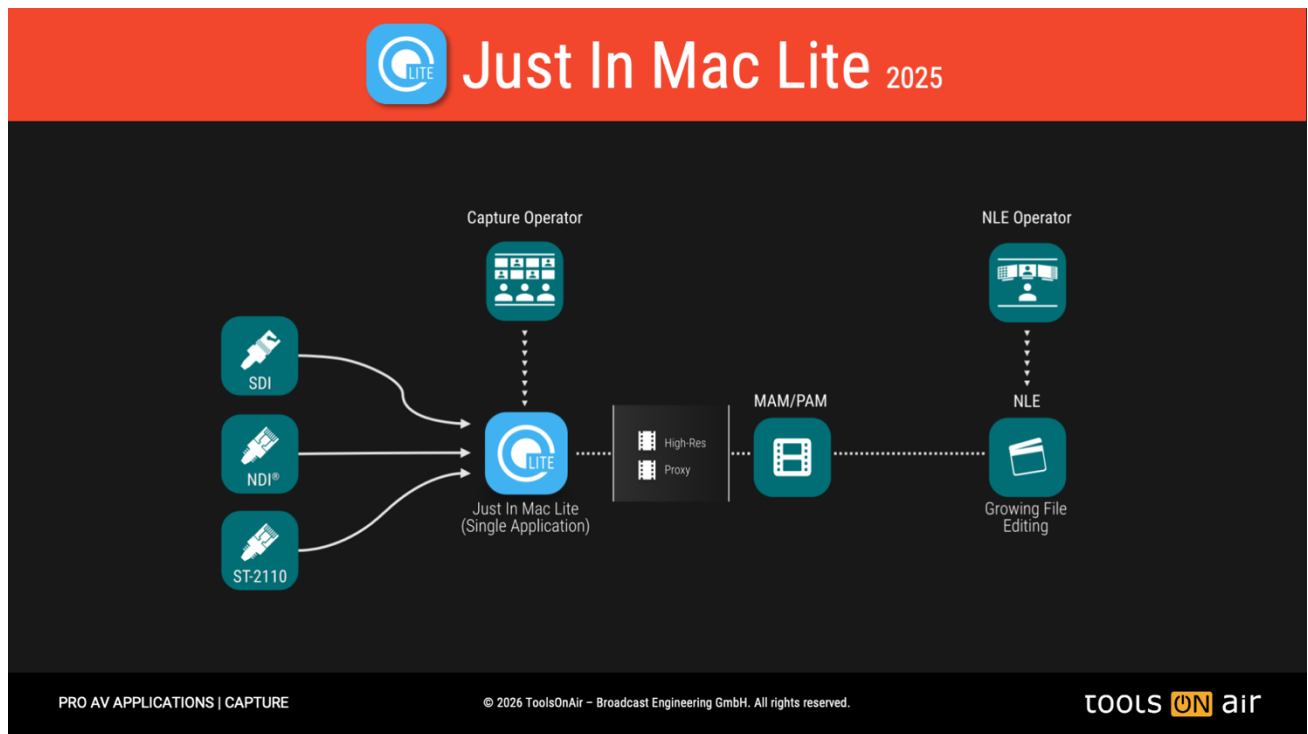 LITE
Just In Mac Lite 2025
Capture Operator
NLE Operator
SDI
NDI®
ST-2110
LITE
Just In Mac Lite
(Single Application)
High-Res
Proxy
MAM/PAM
NLE
Growing File
Editing
PRO AV APPLICATIONS | CAPTURE
© 2026 ToolsOnAir – Broadcast Engineering GmbH. All rights reserved.
tools ON air